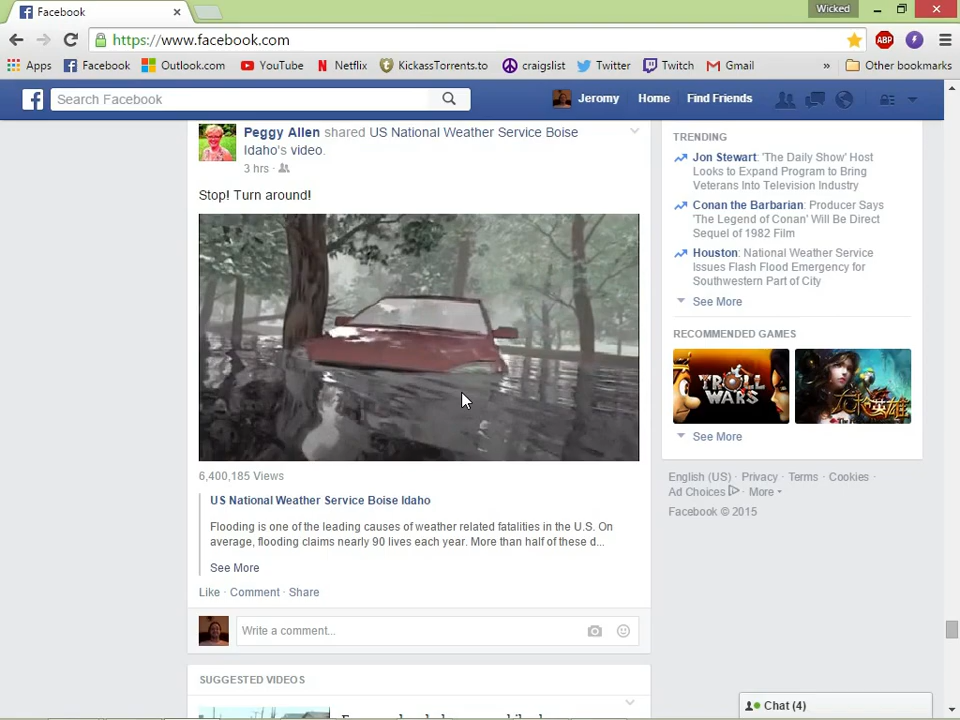 Facebook
Wicked
https://www.facebook.com
ABP
Apps
Facebook
Outlook.com
YouTube
Netflix
KickassTorrents.to
craigslist
Twitter
Twitch
Gmail
»
Other bookmarks
Search Facebook
Jeromy
Home
Find Friends
Peggy Allen shared US National Weather Service Boise
Idaho's video.
3 hrs ·
Stop! Turn around!
6,400,185 Views
US National Weather Service Boise Idaho
Flooding is one of the leading causes of weather related fatalities in the U.S. On
average, flooding claims nearly 90 lives each year. More than half of these d...
See More
Like · Comment · Share
Write a comment...
SUGGESTED VIDEOS
TRENDING
Jon Stewart: 'The Daily Show' Host
Looks to Expand Program to Bring
Veterans Into Television Industry
Conan the Barbarian: Producer Says
'The Legend of Conan' Will Be Direct
Sequel of 1982 Film
Houston: National Weather Service
Issues Flash Flood Emergency for
Southwestern Part of City
See More
RECOMMENDED GAMES
TROLL
WARS
See More
English (US) · Privacy · Terms · Cookies ·
Ad Choices · More
Facebook © 2015
Chat (4)